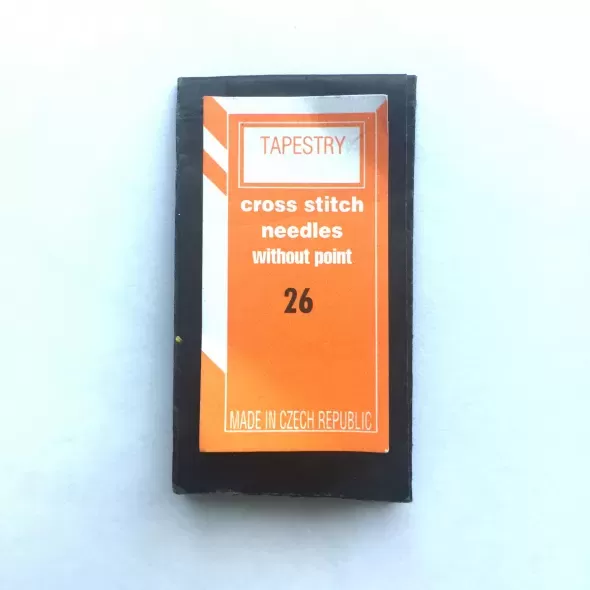 TAPESTRY
cross stitch
needles
without point
26
MADE IN CZECH REPUBLIC